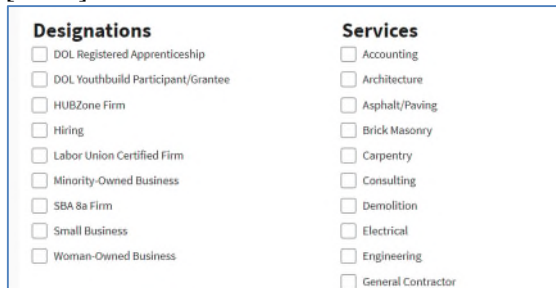 Designations
DOL Registered Apprenticeship
DOL Youthbuild Participant/Grantee
HUBZone Firm
Hiring
Labor Union Certified Firm
Minority-Owned Business
SBA 8a Firm
Small Business
Woman-Owned Business
Services
Accounting
Architecture
Asphalt/Paving
Brick Masonry
Carpentry
Consulting
Demolition
Electrical
Engineering
General Contractor